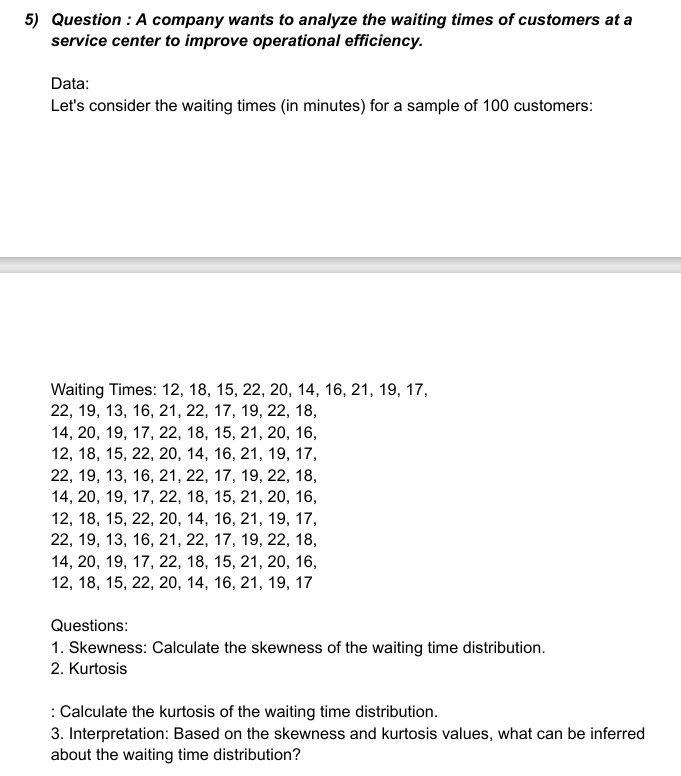 5) Question : A company wants to analyze the waiting times of customers at a
service center to improve operational efficiency.
Data:
Let's consider the waiting times (in minutes) for a sample of 100 customers:
Waiting Times: 12, 18, 15, 22, 20, 14, 16, 21, 19, 17,
22, 19, 13, 16, 21, 22, 17, 19, 22, 18,
14, 20, 19, 17, 22, 18, 15, 21, 20, 16,
12, 18, 15, 22, 20, 14, 16, 21, 19, 17,
22, 19, 13, 16, 21, 22, 17, 19, 22, 18,
14, 20, 19, 17, 22, 18, 15, 21, 20, 16,
12, 18, 15, 22, 20, 14, 16, 21, 19, 17,
22, 19, 13, 16, 21, 22, 17, 19, 22, 18,
14, 20, 19, 17, 22, 18, 15, 21, 20, 16,
12, 18, 15, 22, 20, 14, 16, 21, 19, 17
Questions:
1. Skewness: Calculate the skewness of the waiting time distribution.
2. Kurtosis
: Calculate the kurtosis of the waiting time distribution.
3. Interpretation: Based on the skewness and kurtosis values, what can be inferred
about the waiting time distribution?